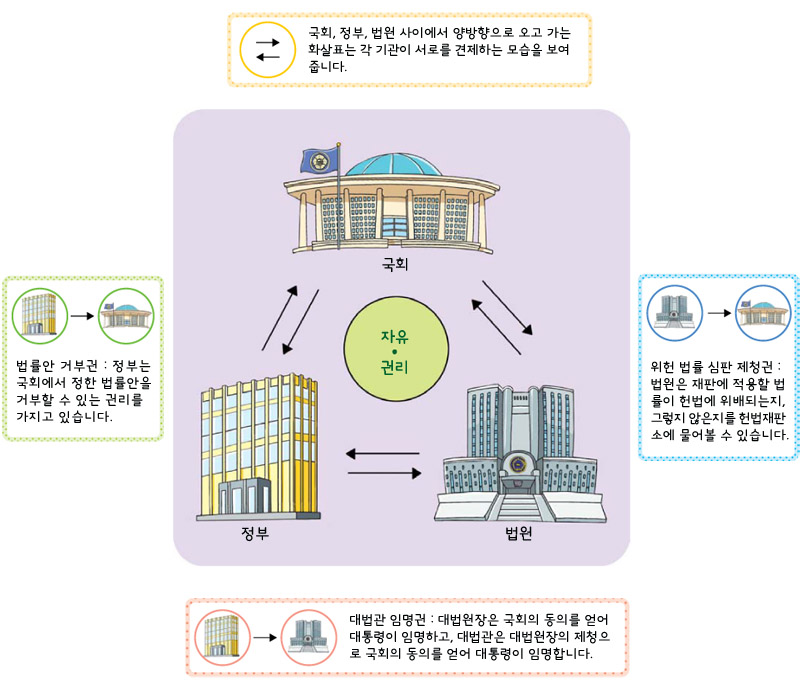 국회, 정부, 법원 사이에서 양방향으로 오고 가는
화살표는 각 기관이 서로를 견제하는 모습을 보여
줍니다.
국회
자유
·
권리
정부
법원
법률안 거부권 : 정부는
국회에서 정한 법률안을
거부할 수 있는 권리를
가지고 있습니다.
위헌 법률 심판 제청권 :
법원은 재판에 적용할 법
률이 헌법에 위배되는지,
그렇지 않은지를 헌법재판
소에 물어볼 수 있습니다.
대법관 임명권 : 대법원장은 국회의 동의를 얻어
대통령이 임명하고, 대법관은 대법원장의 제청으
로 국회의 동의를 얻어 대통령이 임명합니다.